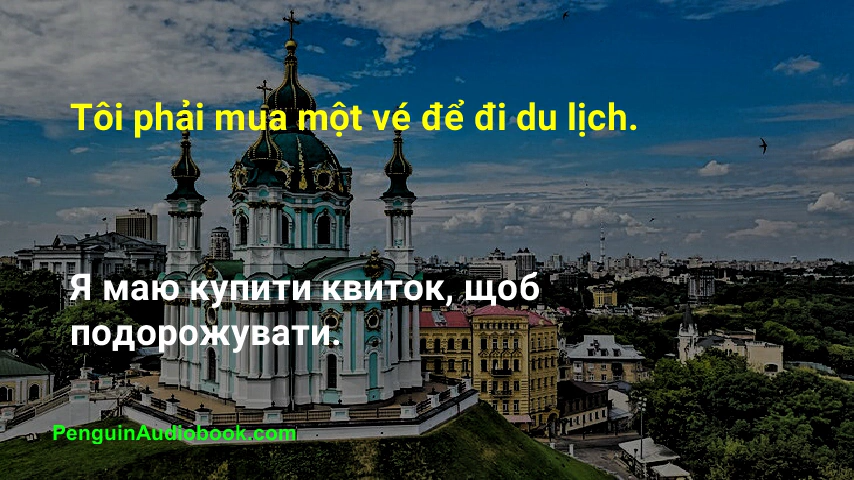 Tôi phải mua một vé để đi du lịch.
Я маю купити квиток, щоб
подорожувати.
PenguinAudiobook.com